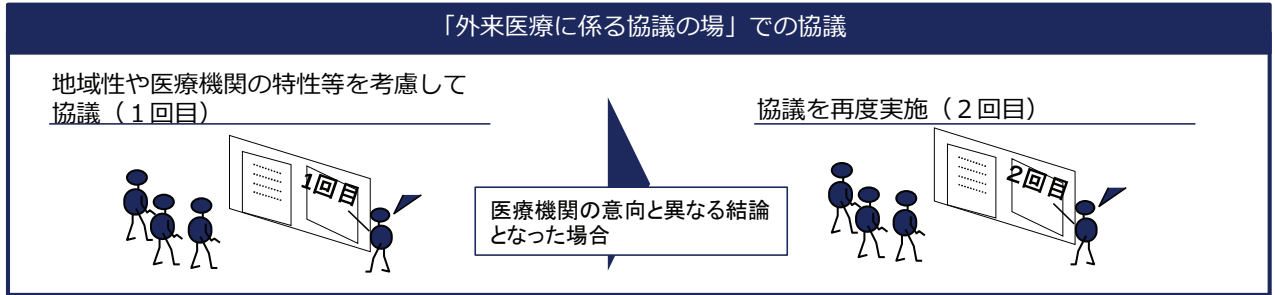 「外来医療に係る協議の場」での協議
地域性や医療機関の特性等を考慮して
協議（１回目）
1回目
医療機関の意向と異なる結論
となった場合
協議を再度実施（２回目）
2回目